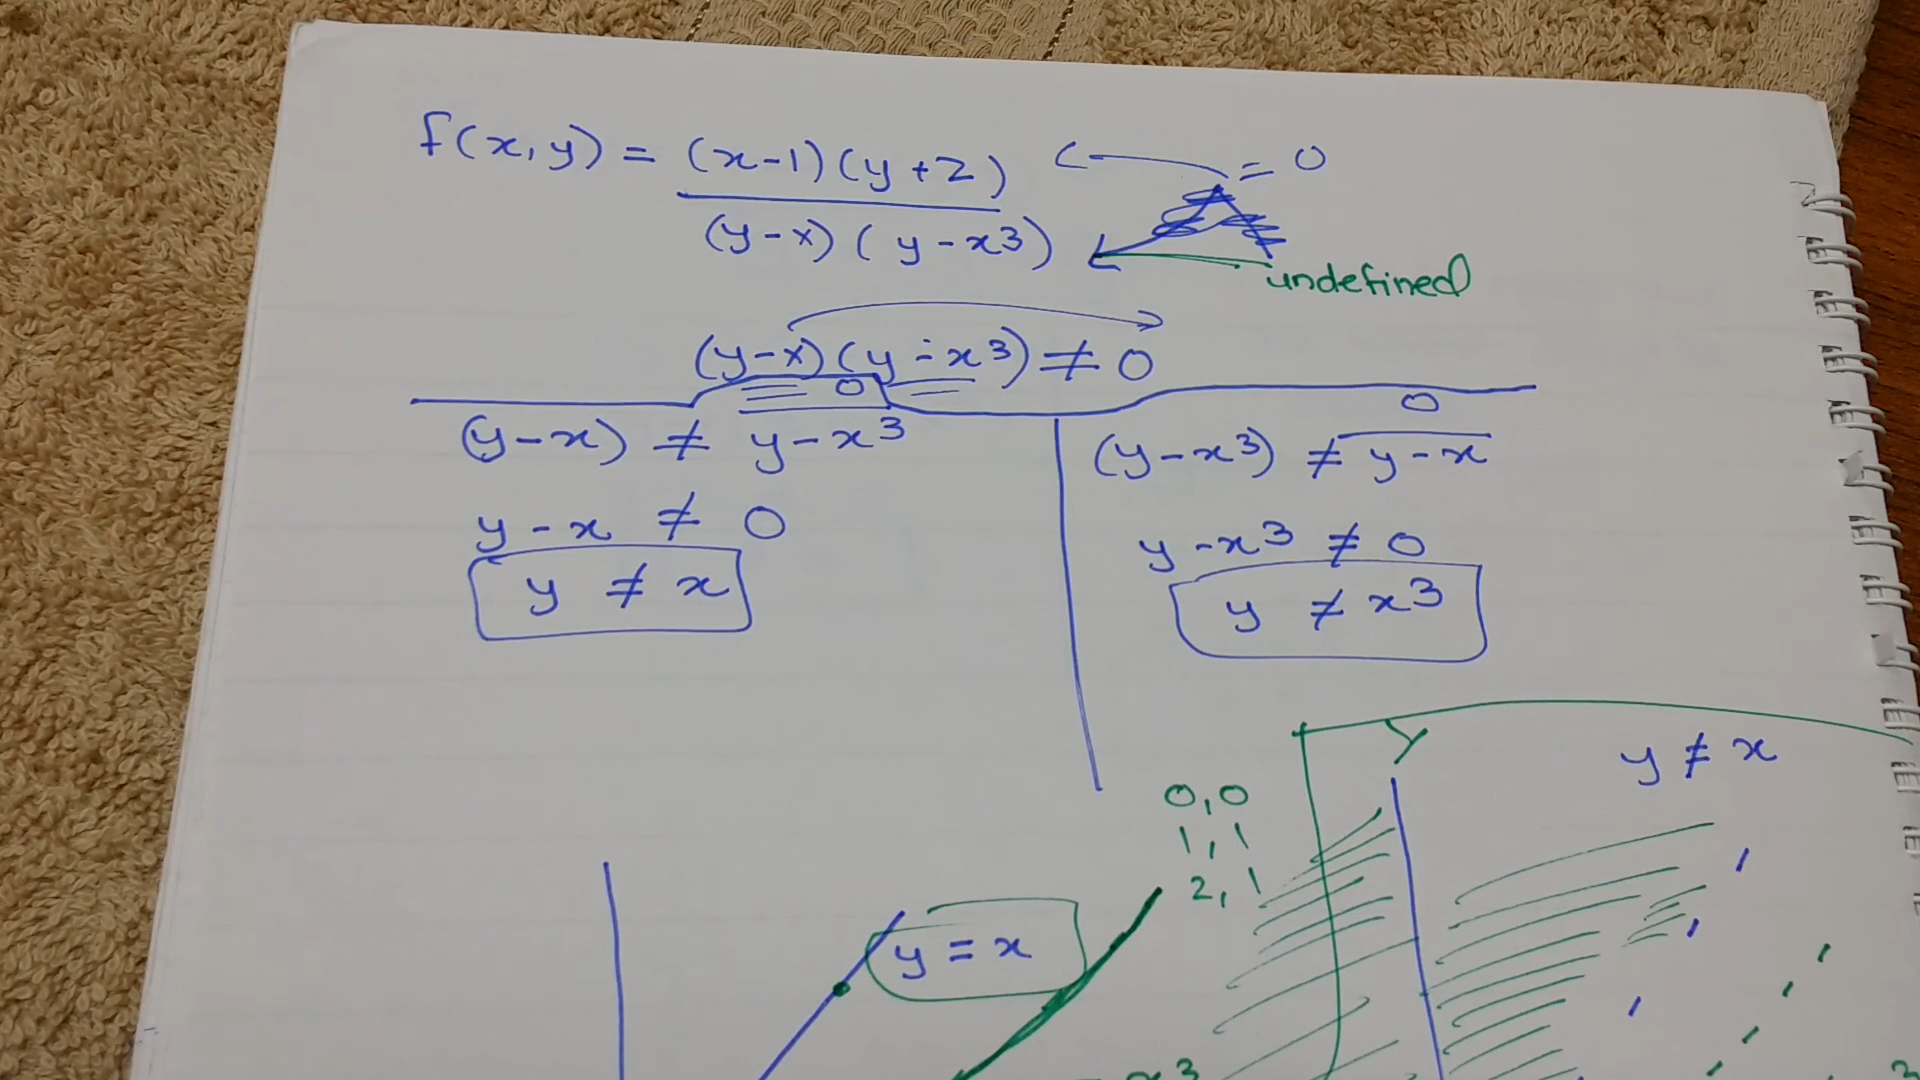 f(x,y) = (x-1)(y+2) = 0
(y-x)(y-x³) undefined
(y-x)(y-x³) ≠ 0
0
(y-x) ≠ y-x³
y-x ≠ 0
y ≠ x
0
(y-x³) ≠ y-x
y-x³ ≠ 0
y ≠ x³
y ≠ x
0,0
1,1
2,1
y = x
x³